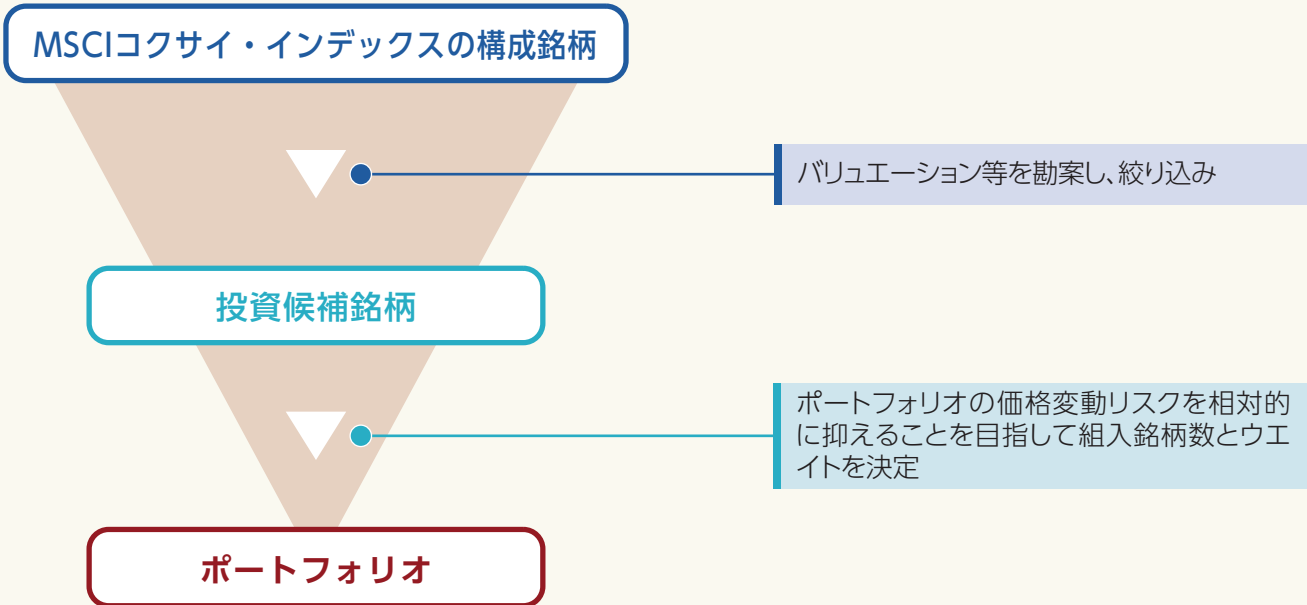 MSCIコクサイ・インデックスの構成銘柄
バリュエーション等を勘案し、絞り込み
投資候補銘柄
ポートフォリオの価格変動リスクを相対的
に抑えることを目指して組入銘柄数とウエ
イトを決定
ポートフォリオ